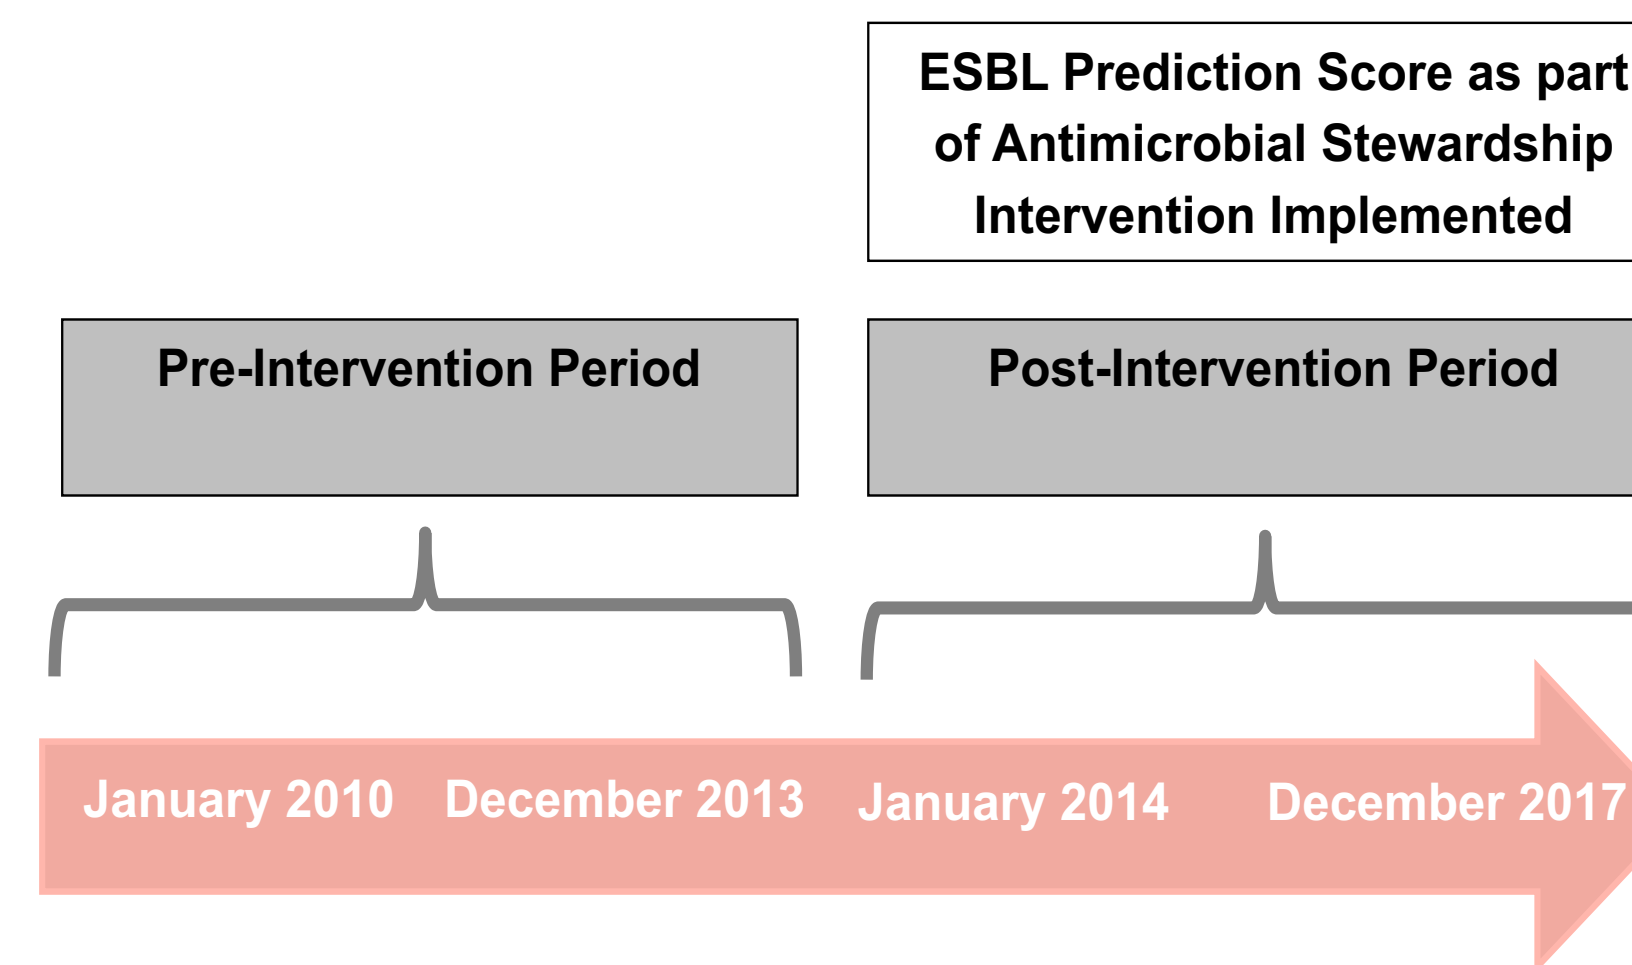 ESBL Prediction Score as part
of Antimicrobial Stewardship
Intervention Implemented
Pre-Intervention Period
Post-Intervention Period
January 2010
December 2013
January 2014
December 2017